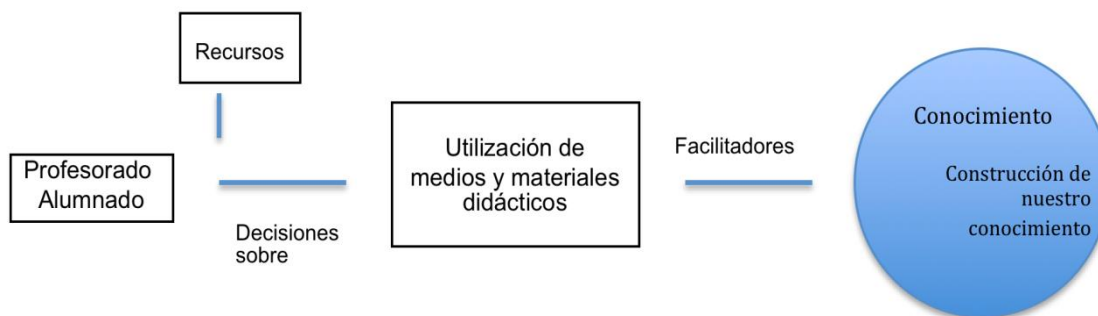 Recursos
Profesorado
Alumnado
Decisiones
sobre
Utilización de
medios y materiales
didácticos
Facilitadores
Conocimiento
Construcción de
nuestro
conocimiento